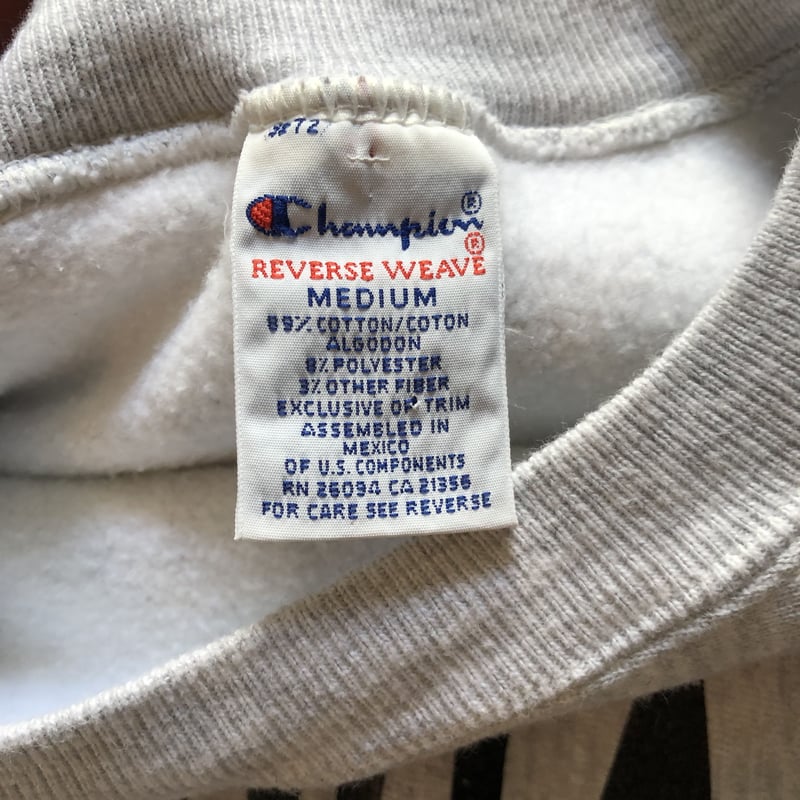 #72
Champion®
REVERSE WEAVE®
MEDIUM
89% COTTON/COTON
ALGODON
8% POLYESTER
3% OTHER FIBER
EXCLUSIVE OF TRIM
ASSEMBLED IN
MEXICO
OF U.S. COMPONENTS
RN 26094 CA 21356
FOR CARE SEE REVERSE